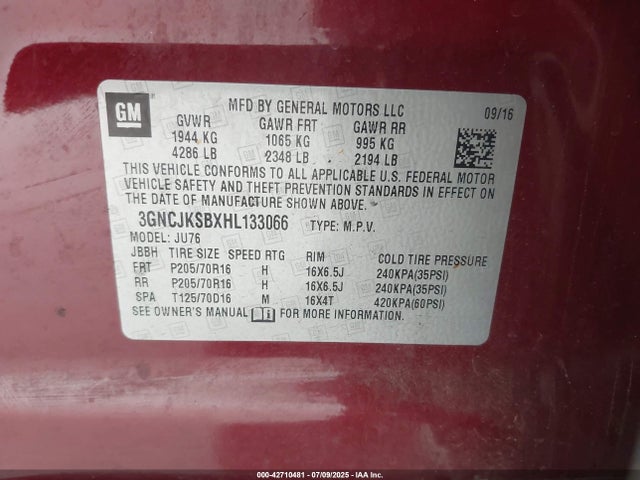 GM
MFD BY GENERAL MOTORS LLC
09/16
GVWR GAWR FRT GAWR RR
1944 KG 1065 KG 995 KG
4286 LB 2348 LB 2194 LB
THIS VEHICLE CONFORMS TO ALL APPLICABLE U.S. FEDERAL MOTOR
VEHICLE SAFETY AND THEFT PREVENTION STANDARDS IN EFFECT ON
THE DATE OF MANUFACTURE SHOWN ABOVE.
3GNCJKSBXHL133066 TYPE: M.P.V.
MODEL: JU76
JBBH TIRE SIZE SPEED RTG RIM COLD TIRE PRESSURE
FRT P205/70R16 H 16X6.5J 240KPA(35PSI)
RR P205/70R16 H 16X6.5J 240KPA(35PSI)
SPA T125/70D16 M 16X4T 420KPA(60PSI)
SEE OWNER'S MANUAL FOR MORE INFORMATION.
000-42710481 - 07/09/2025 - IAA Inc.